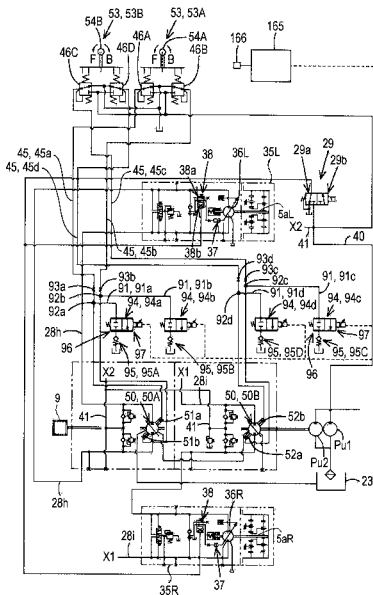 54B 53, 53B 53, 53A
54A
166 165
46C F B 46D 46A F B 46B
45, 45a
45, 45d
45, 45c
45, 45b
38a 38 36L 35L
38b 37 5aL
29a 29 29b
X2 41
40
93a 93b 93d
93c
92b 92c
92a 91, 91a 91, 91b 92d 91, 91d 91, 91c
94, 94a 94, 94b 94, 94d 94, 94c
28h
96 97 96 97
95, 95A 95, 95B 95, 95D 95, 95C
X2 X1
9 41 50, 50A 51a 28i 41 50, 50B 52b
51b 52a
Pu2 Pu1
23
28h
38 36R
X1 28i 37 5aR
35R